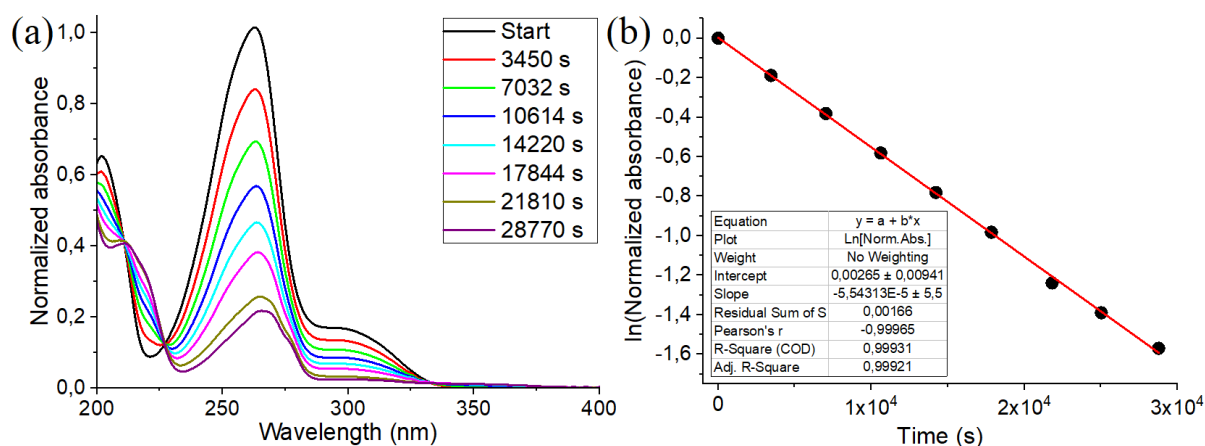 (a)
Normalized absorbance
1,0
0,8
0,6
0,4
0,2
0,0
200
250
300
350
400
Wavelength (nm)
Start
3450 s
7032 s
10614 s
14220 s
17844 s
21810 s
28770 s
(b)
ln(Normalized absorbance)
0,0
-0,2
-0,4
-0,6
-0,8
-1,0
-1,2
-1,4
-1,6
Equation y = a + b*x
Plot Ln[Norm.Abs.]
Weight No Weighting
Intercept 0,00265 ± 0,00941
Slope -5,54313E-5 ± 5,5
Residual Sum of S 0,00166
Pearson's r -0,99965
R-Square (COD) 0,99931
Adj. R-Square 0,99921
0
1x10⁴
2x10⁴
3x10⁴
Time (s)